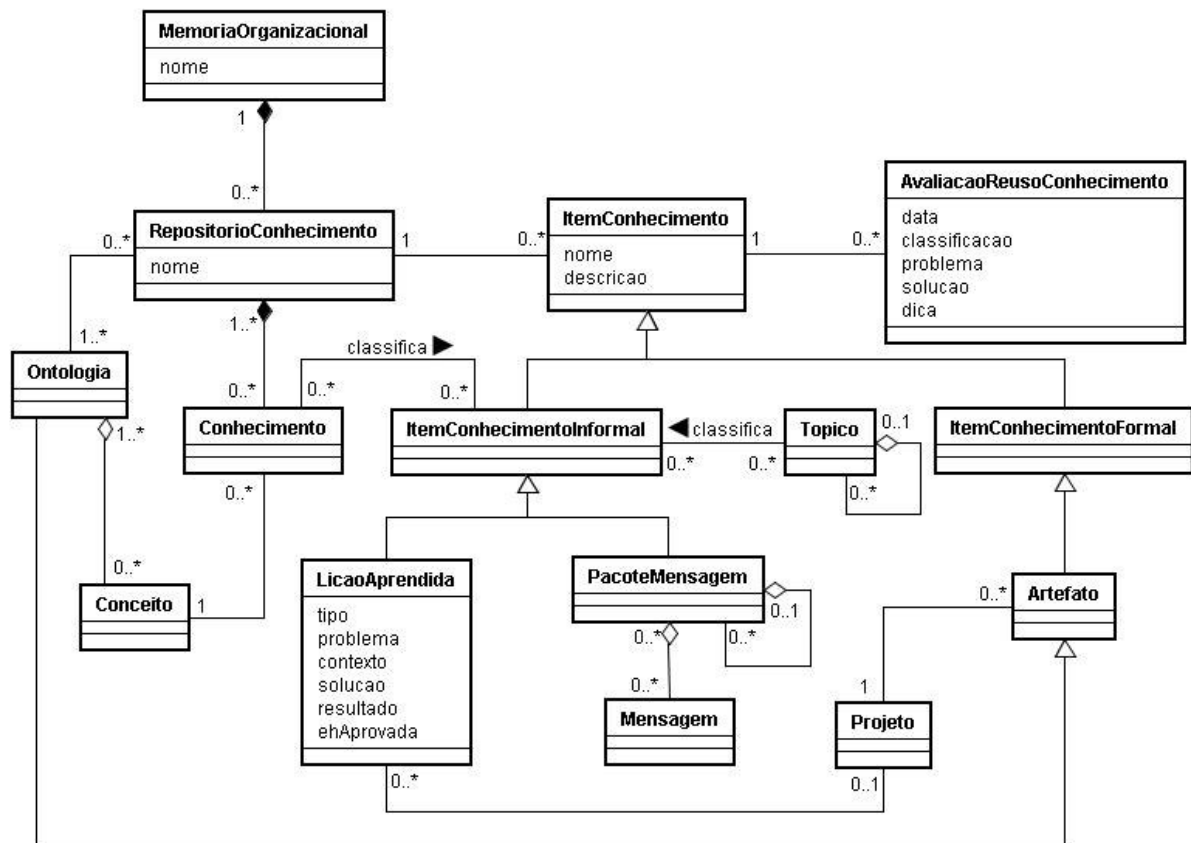 MemoriaOrganizacional
nome
1
0..*
RepositorioConhecimento
nome
0..*
1
0..*
ItemConhecimento
nome
descricao
1
0..*
AvaliacaoReusoConhecimento
data
classificacao
problema
solucao
dica
1..*
1..*
Ontologia
1..*
classifica
0..*
0..*
0..*
Conhecimento
0..*
ItemConhecimentoInformal
classifica
0..*
0..*
Topico
0..1
0..*
ItemConhecimentoFormal
0..*
Conceito
1
LicaoAprendida
tipo
problema
contexto
solucao
resultado
ehAprovada
0..*
PacoteMensagem
0..1
0..*
0..*
0..*
Mensagem
0..*
Artefato
1
Projeto
0..1